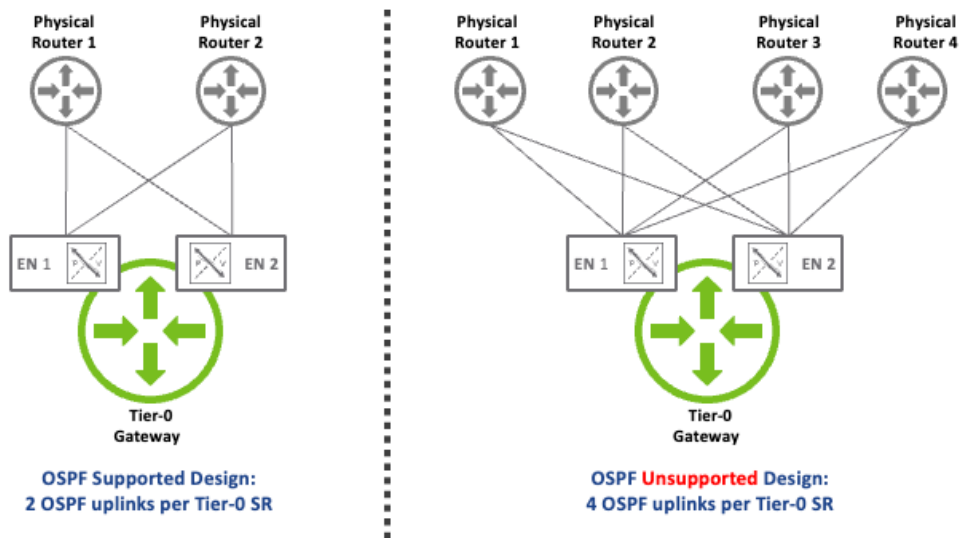 Physical
Router 1
Physical
Router 2
EN 1
EN 2
Tier-0
Gateway
OSPF Supported Design:
2 OSPF uplinks per Tier-0 SR
Physical
Router 1
Physical
Router 2
Physical
Router 3
Physical
Router 4
EN 1
EN 2
Tier-0
Gateway
OSPF Unsupported Design:
4 OSPF uplinks per Tier-0 SR